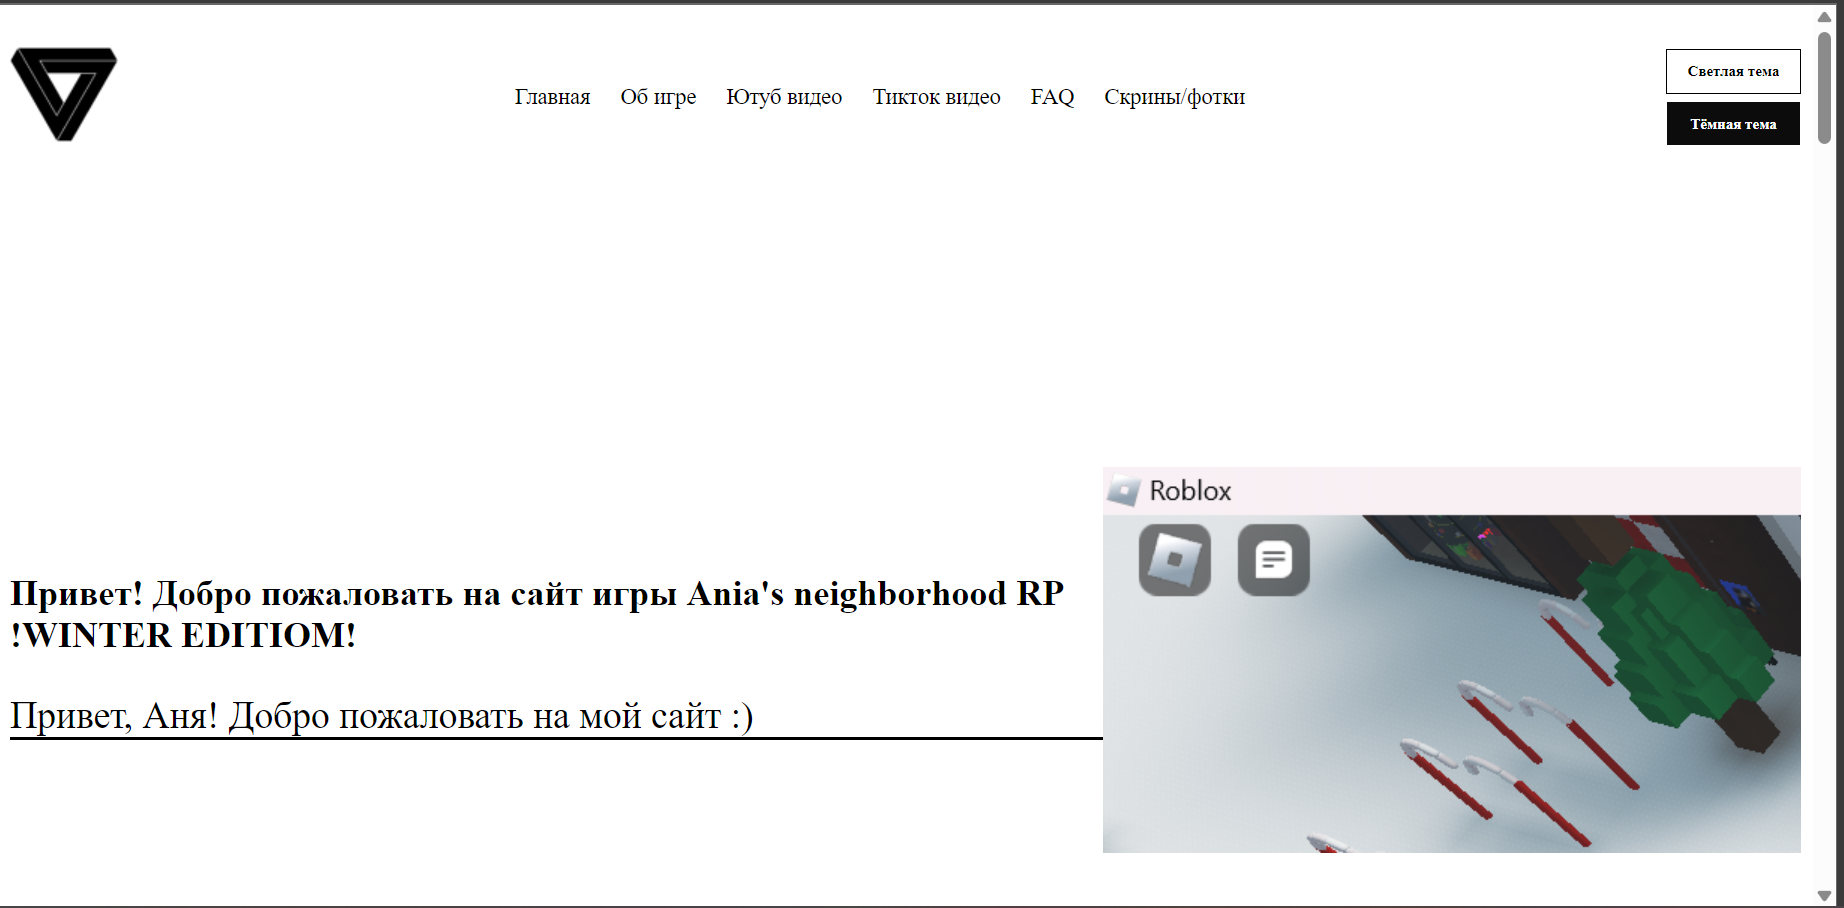 Главная Об игре Ютуб видео Тикток видео FAQ Скрины/фотки
Светлая тема
Тёмная тема
Привет! Добро пожаловать на сайт игры Ania's neighborhood RP
!WINTER EDITIOM!
Привет, Аня! Добро пожаловать на мой сайт :)
Roblox